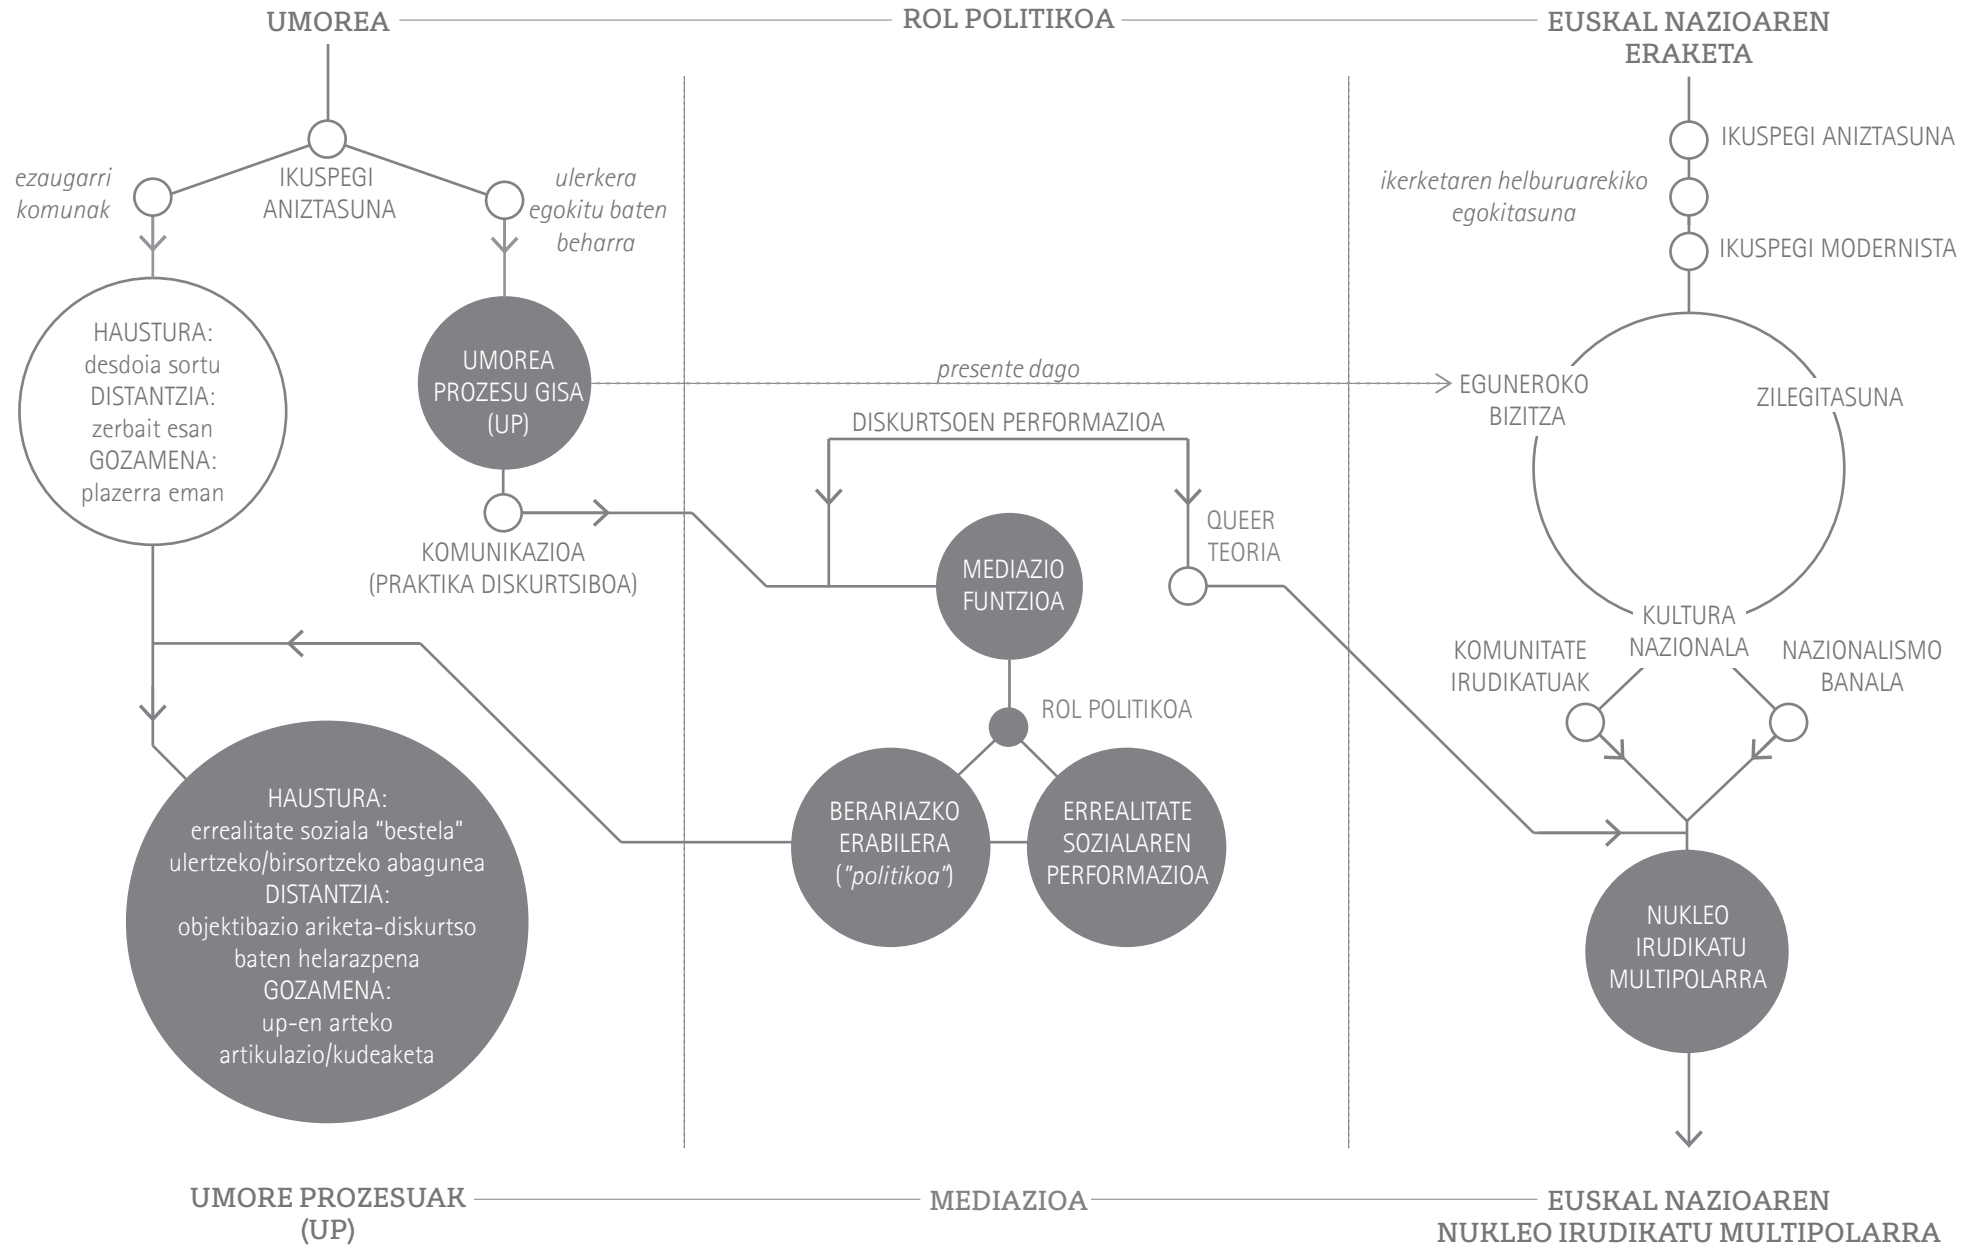 UMOREA
ROL POLITIKOA
EUSKAL NAZIOAREN
ERAKETA
ezaugarri
komunak
IKUSPEGI
ANIZTASUNA
ulerkera
egokitu baten
beharra
HAUSTURA:
desdoia sortu
DISTANTZIA:
zerbait esan
GOZAMENA:
plazerra eman
UMOREA
PROZESU GISA
(UP)
KOMUNIKAZIOA
(PRAKTIKA DISKURTSIBOA)
HAUSTURA:
errealitate soziala "bestela"
ulertzeko/birsortzeko abagunea
DISTANTZIA:
objektibazio ariketa-diskurtso
baten helarazpena
GOZAMENA:
up-en arteko
artikulazio/kudeaketa
presente dago
DISKURTSOEN PERFORMAZIOA
MEDIAZIO
FUNTZIOA
QUEER
TEORIA
ROL POLITIKOA
BERARIAZKO
ERABILERA
("politikoa")
ERREALITATE
SOZIALAREN
PERFORMAZIOA
IKUSPEGI ANIZTASUNA
ikerketaren helburuarekiko
egokitasuna
IKUSPEGI MODERNISTA
EGUNEROKO
BIZITZA
ZILEGITASUNA
KULTURA
NAZIONALA
KOMUNITATE
IRUDIKATUAK
NAZIONALISMO
BANALA
NUKLEO
IRUDIKATU
MULTIPOLARRA
UMORE PROZESUAK
(UP)
MEDIAZIOA
EUSKAL NAZIOAREN
NUKLEO IRUDIKATU MULTIPOLARRA